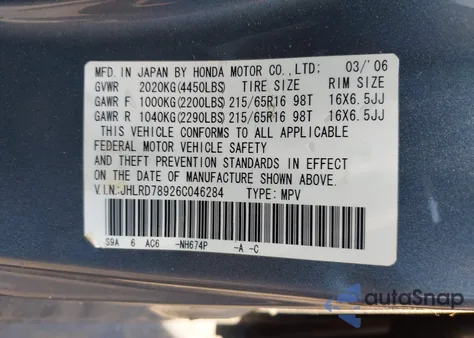 MFD. IN JAPAN BY HONDA MOTOR CO., LTD: 03/'06
GVWR 2020KG(4450LBS) TIRE SIZE RIM SIZE
GAWR F 1000KG(2200LBS) 215/65R16 98T 16X6.5JJ
GAWR R 1040KG(2290LBS) 215/65R16 98T 16X6.5JJ
THIS VEHICLE CONFORMS TO ALL APPLICABLE
FEDERAL MOTOR VEHICLE SAFETY
AND THEFT PREVENTION STANDARDS IN EFFECT
ON THE DATE OF MANUFACTURE SHOWN ABOVE.
V.I.N:JHLRD78926C046284 TYPE: MPV
S9A 6 AC6 -NH674P -A -C
autoSnap